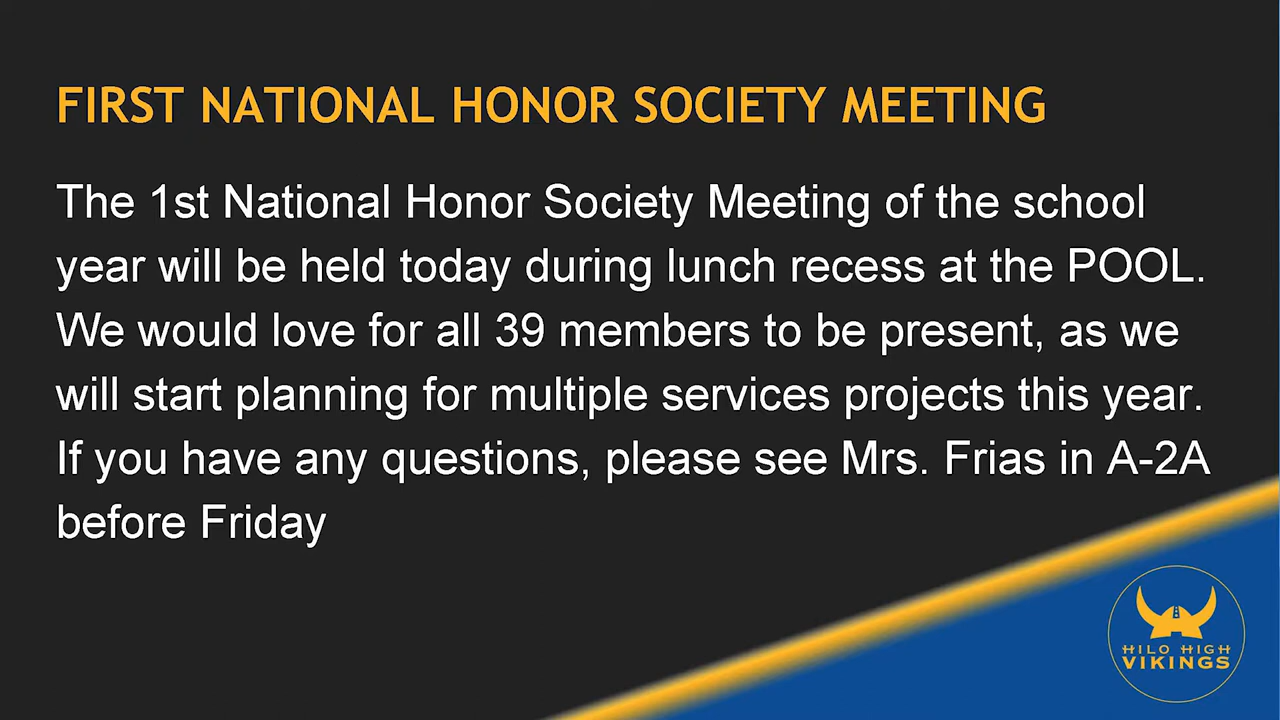 FIRST NATIONAL HONOR SOCIETY MEETING
The 1st National Honor Society Meeting of the school
year will be held today during lunch recess at the POOL.
We would love for all 39 members to be present, as we
will start planning for multiple services projects this year.
If you have any questions, please see Mrs. Frias in A-2A
before Friday
HILO HIGH
VIKINGS